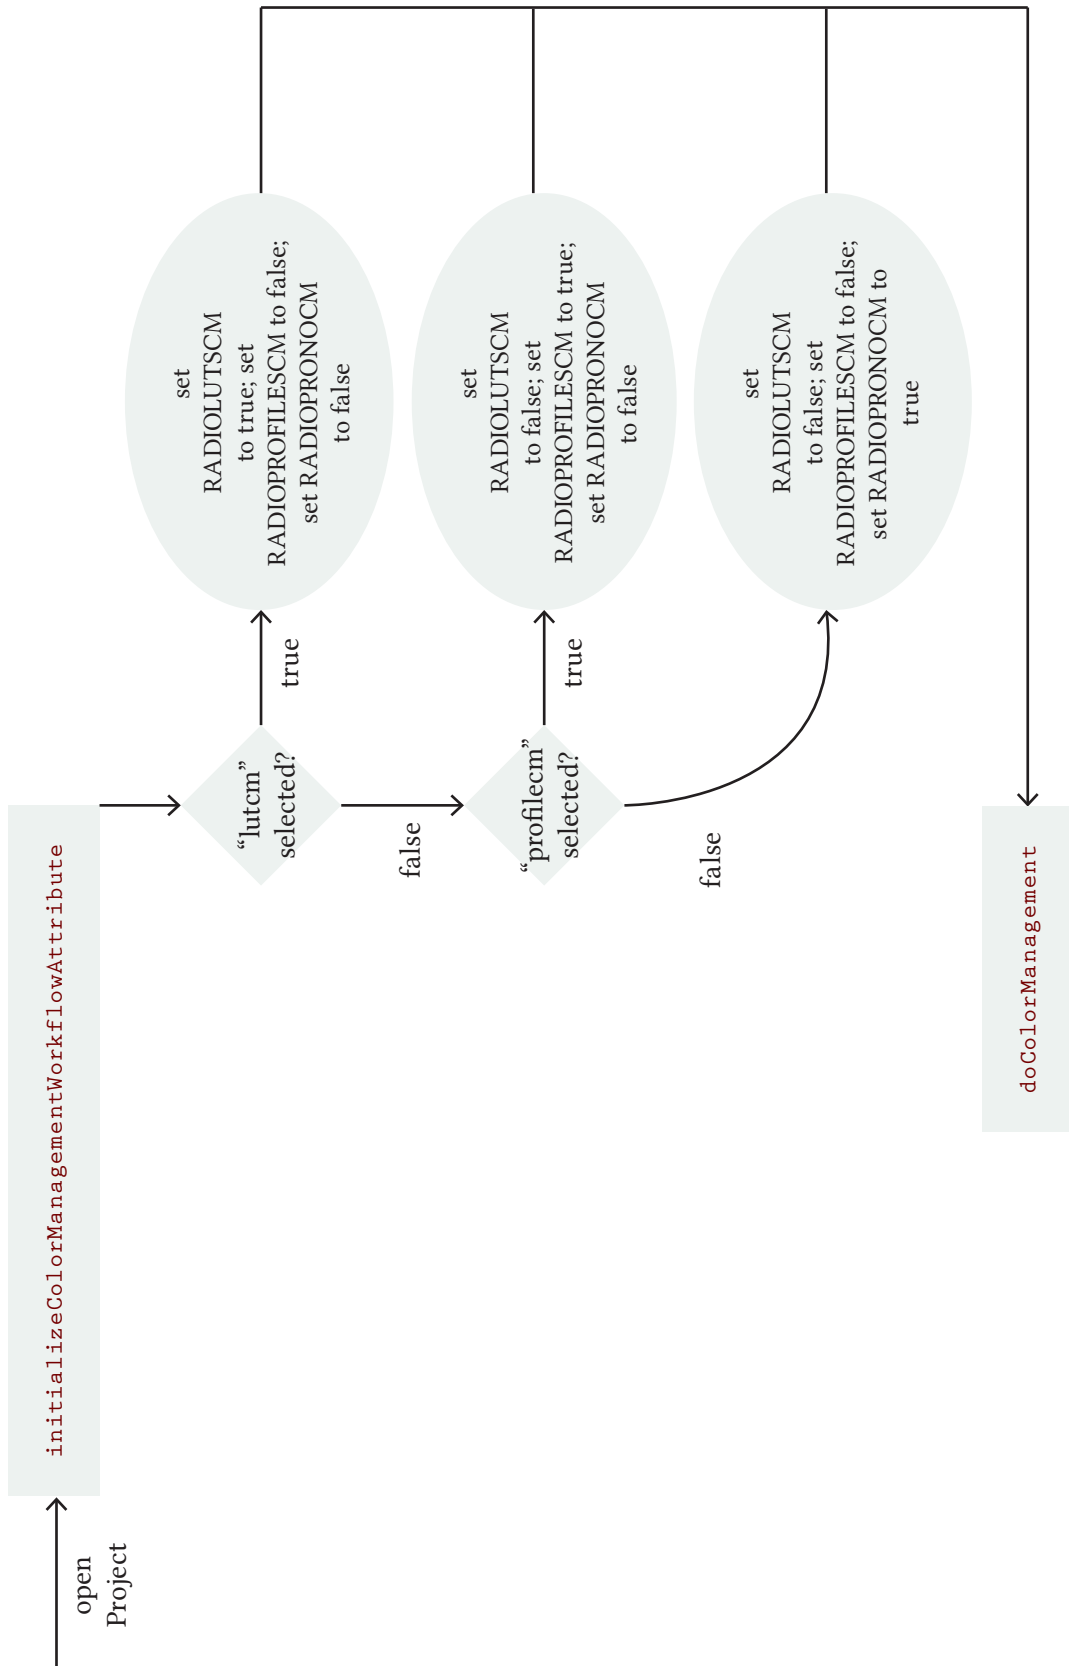 open
Project
initializeColorManagementWorkflowAttribute
“lutcm”
selected?
true
set
RADIOLUTSCM
to true; set
RADIOPROFILESCM to false;
set RADIOPRONOCM
to false
false
“profilecm”
selected?
true
set
RADIOLUTSCM
to false; set
RADIOPROFILESCM to true;
set RADIOPRONOCM
to false
false
set
RADIOLUTSCM
to false; set
RADIOPROFILESCM to false;
set RADIOPRONOCM to
true
doColorManagement